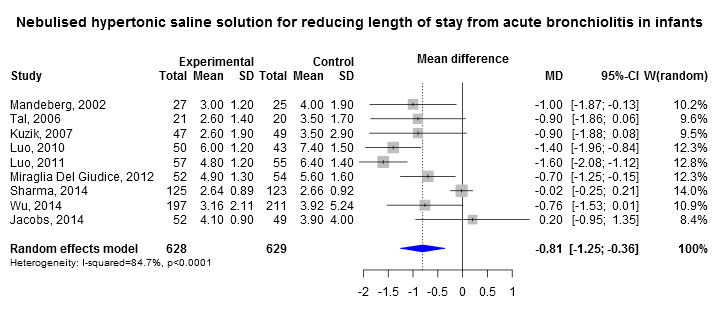 Nebulised hypertonic saline solution for reducing length of stay from acute bronchiolitis in infants
Experimental Control Mean difference
Study Total Mean SD Total Mean SD MD 95%-CI W(random)
Mandeberg, 2002 27 3.00 1.20 25 4.00 1.90 -1.00 [-1.87; -0.13] 10.2%
Tal, 2006 21 2.60 1.40 20 3.50 1.70 -0.90 [-1.86; 0.06] 9.6%
Kuzik, 2007 47 2.60 1.90 49 3.50 2.90 -0.90 [-1.88; 0.08] 9.5%
Luo, 2010 50 6.00 1.20 43 7.40 1.50 -1.40 [-1.96; -0.84] 12.3%
Luo, 2011 57 4.80 1.20 55 6.40 1.40 -1.60 [-2.08; -1.12] 12.8%
Miraglia Del Giudice, 2012 52 4.90 1.30 54 5.60 1.60 -0.70 [-1.25; -0.15] 12.3%
Sharma, 2014 125 2.64 0.89 123 2.66 0.92 -0.02 [-0.25; 0.21] 14.0%
Wu, 2014 197 3.16 2.11 211 3.92 5.24 -0.76 [-1.53; 0.01] 10.9%
Jacobs, 2014 52 4.10 0.90 49 3.90 4.00 0.20 [-0.95; 1.35] 8.4%
Random effects model 628 629 -0.81 [-1.25; -0.36] 100%
Heterogeneity: I-squared=84.7%, p<0.0001
-2 -1.5 -1 -0.5 0 0.5 1